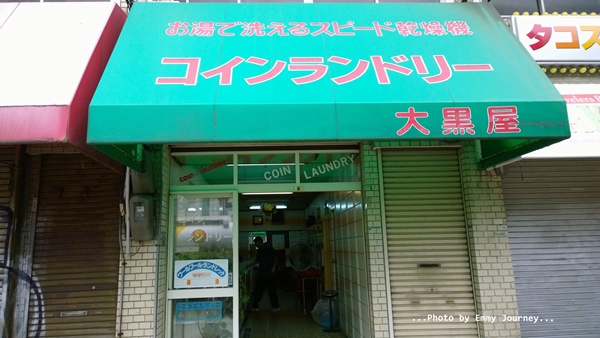 お湯で洗えるスピード乾燥機
コインランドリー
大黒屋
タコス
COIN LAUNDRY
...Photo by Emmy Journey...